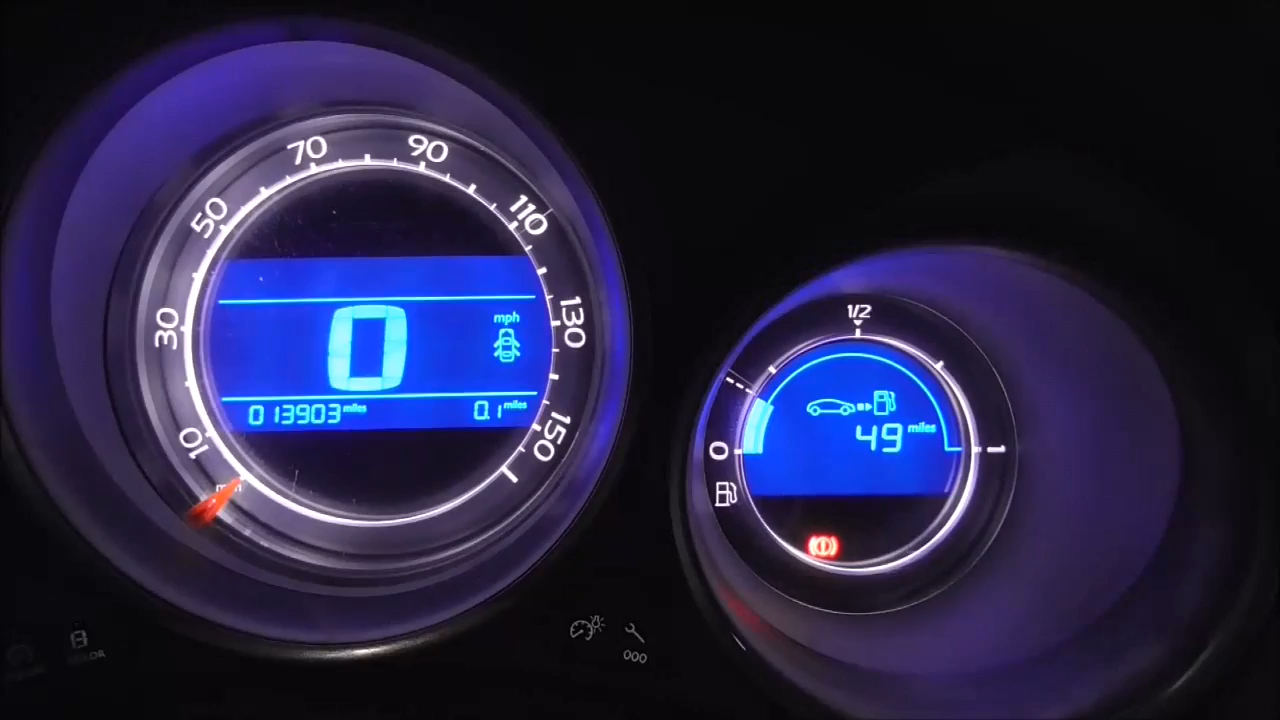 70 90
50 110
30 130
10 150
0 mph
013903 miles 0.1 miles
1/2
49 miles
0 1
000